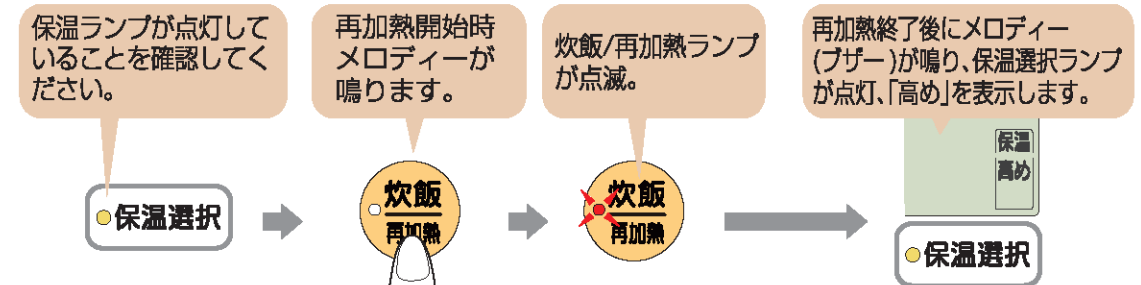 保温ランプが点灯して
いることを確認してく
ださい。
再加熱開始時
メロディーが
鳴ります。
炊飯/再加熱ランプ
が点滅。
再加熱終了後にメロディー
(ブザー)が鳴り、保温選択ランプ
が点灯、「高め」を表示します。
保温選択
炊飯
再加熱
炊飯
再加熱
保温
高め
保温選択